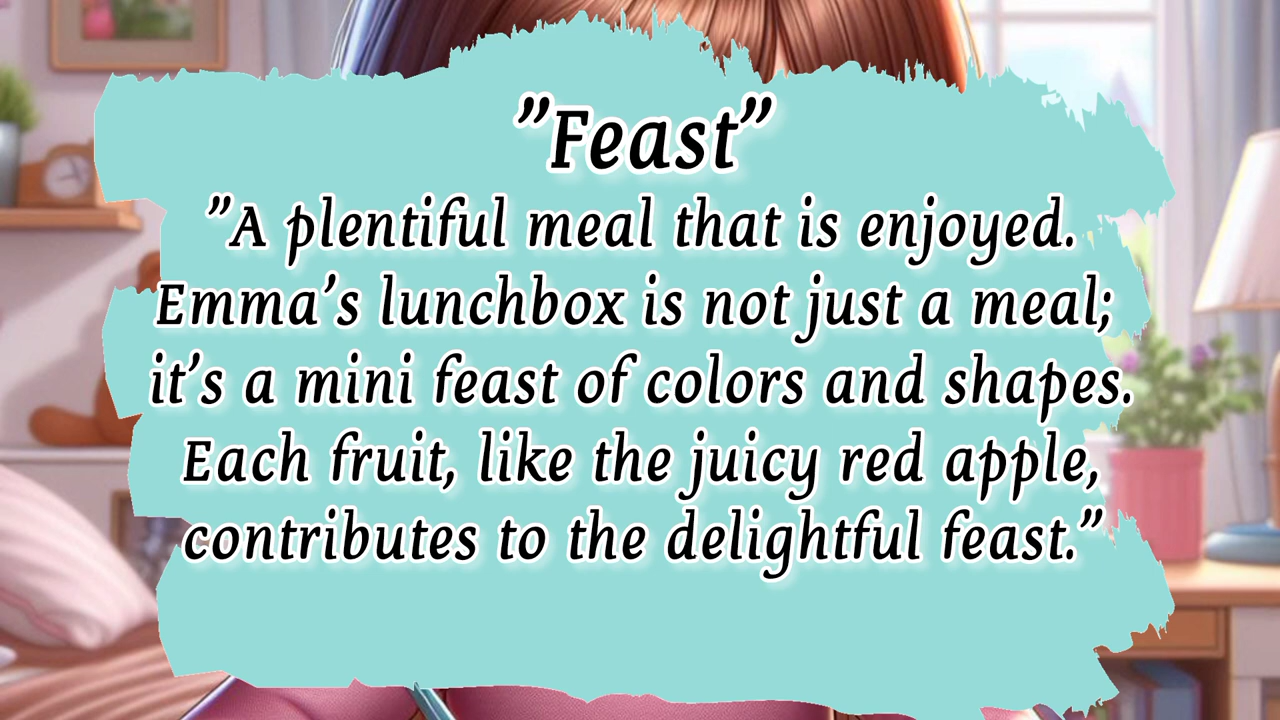 ”Feast”
”A plentiful meal that is enjoyed.
Emma’s lunchbox is not just a meal;
it’s a mini feast of colors and shapes.
Each fruit, like the juicy red apple,
contributes to the delightful feast.”